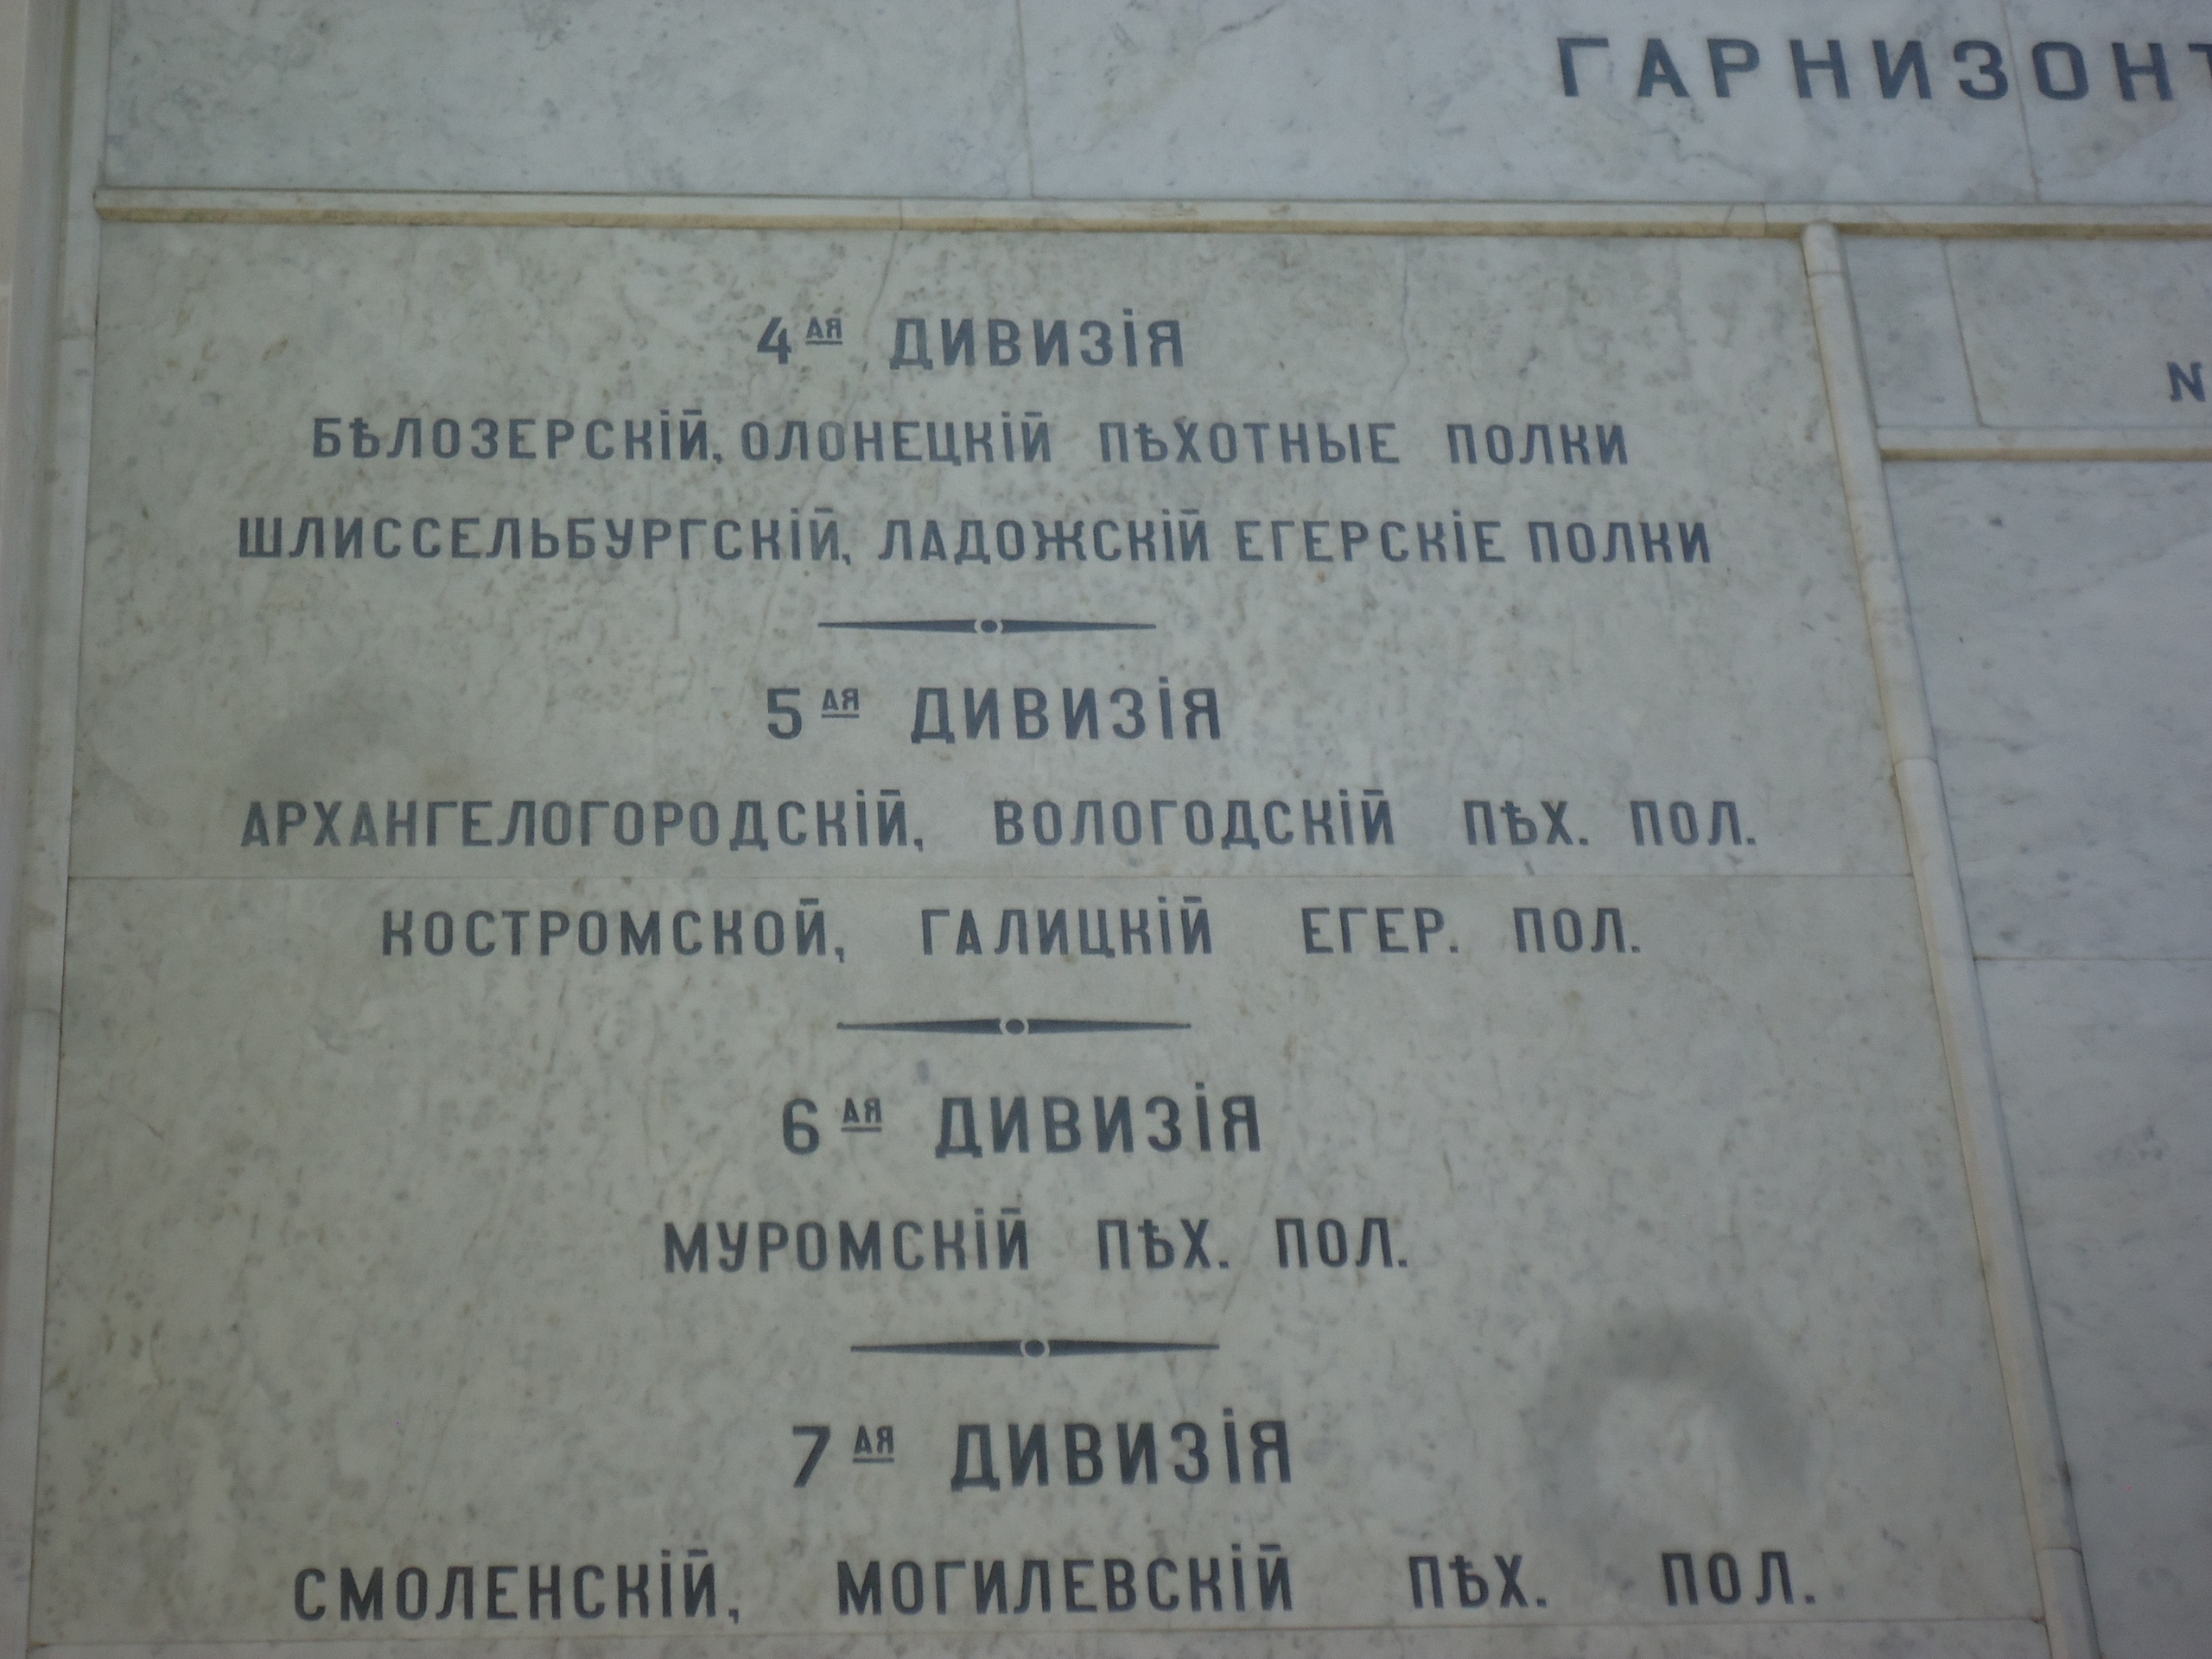 ГАРНИЗОН
4ая ДИВИЗІЯ
БѢЛОЗЕРСКІЙ, ОЛОНЕЦКІЙ ПѢХОТНЫЕ ПОЛКИ
ШЛИССЕЛЬБУРГСКІЙ, ЛАДОЖСКІЙ ЕГЕРСКІЕ ПОЛКИ
5ая ДИВИЗІЯ
АРХАНГЕЛОГОРОДСКІЙ, ВОЛОГОДСКІЙ ПѢХ. ПОЛ.
КОСТРОМСКОЙ, ГАЛИЦКІЙ ЕГЕР. ПОЛ.
6ая ДИВИЗІЯ
МУРОМСКІЙ ПѢХ. ПОЛ.
7ая ДИВИЗІЯ
СМОЛЕНСКІЙ, МОГИЛЕВСКІЙ ПѢХ. ПОЛ.